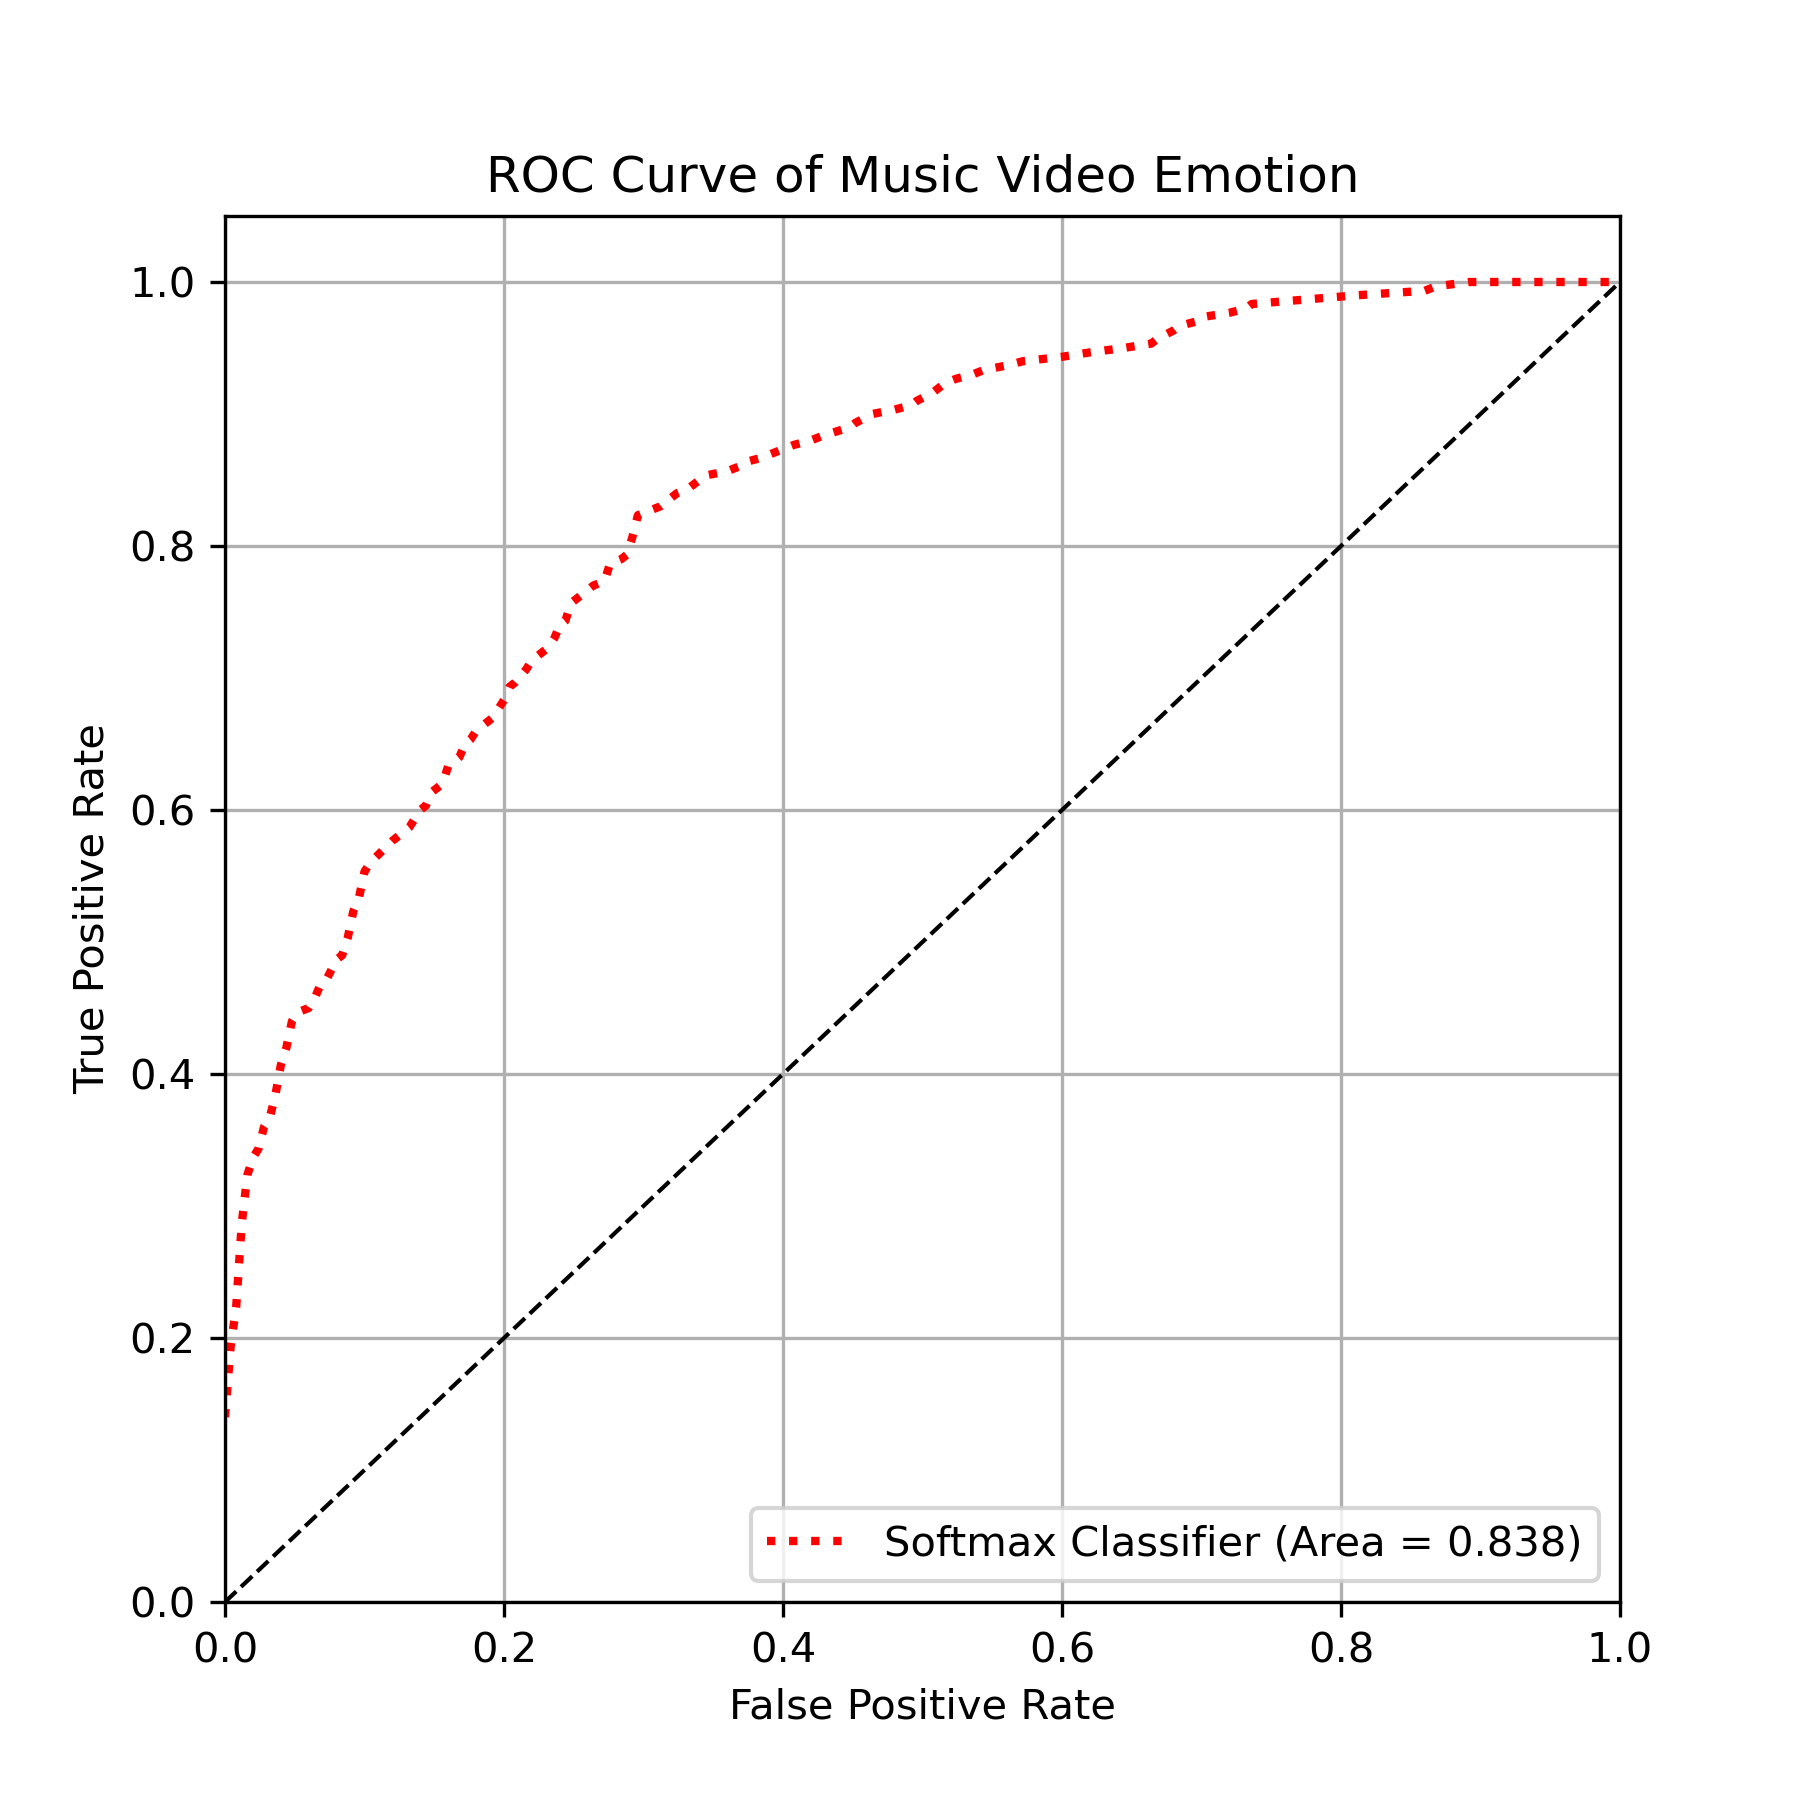 ROC Curve of Music Video Emotion
True Positive Rate
1.0
0.8
0.6
0.4
0.2
0.0
Softmax Classifier (Area = 0.838)
0.0 0.2 0.4 0.6 0.8 1.0
False Positive Rate